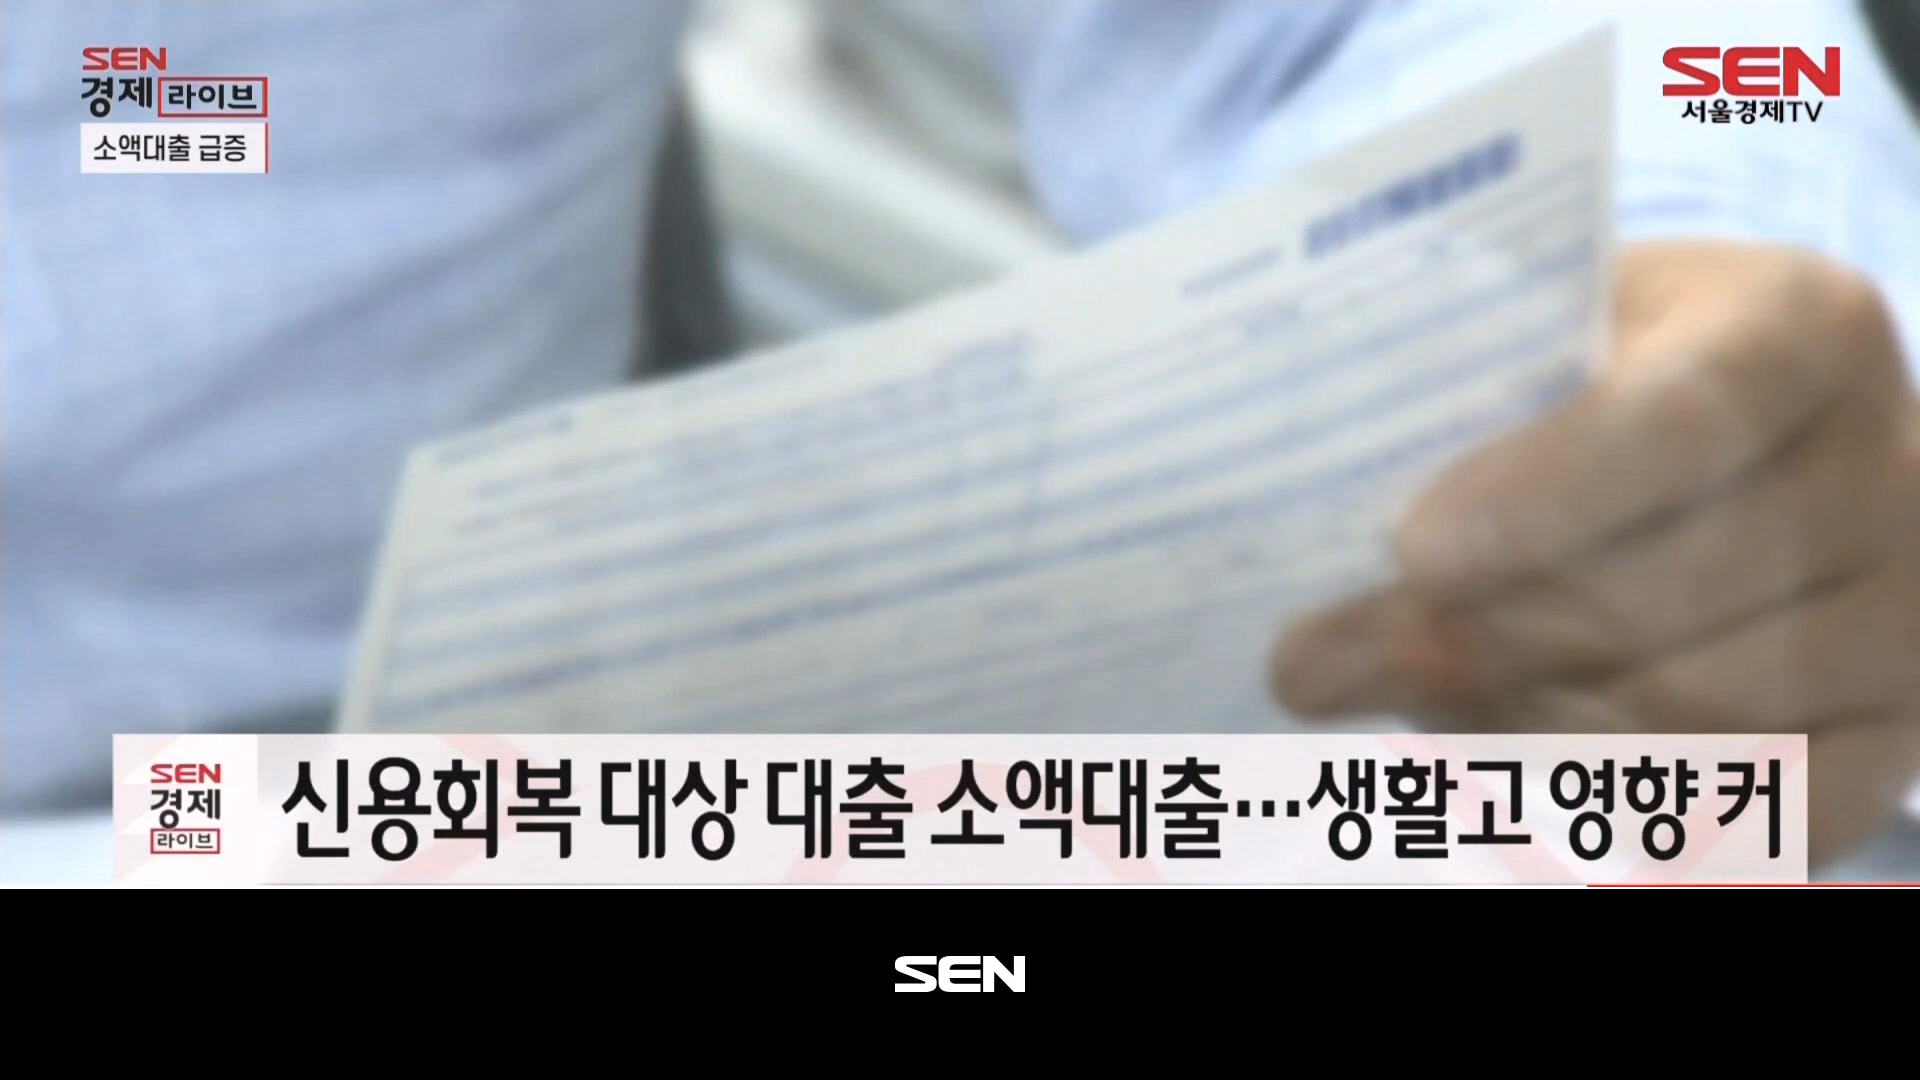 SEN
경제 라이브
소액대출 급증
SEN
서울경제TV
SEN
경제
라이브
신용회복 대상 대출 소액대출…생활고 영향 커
SEN